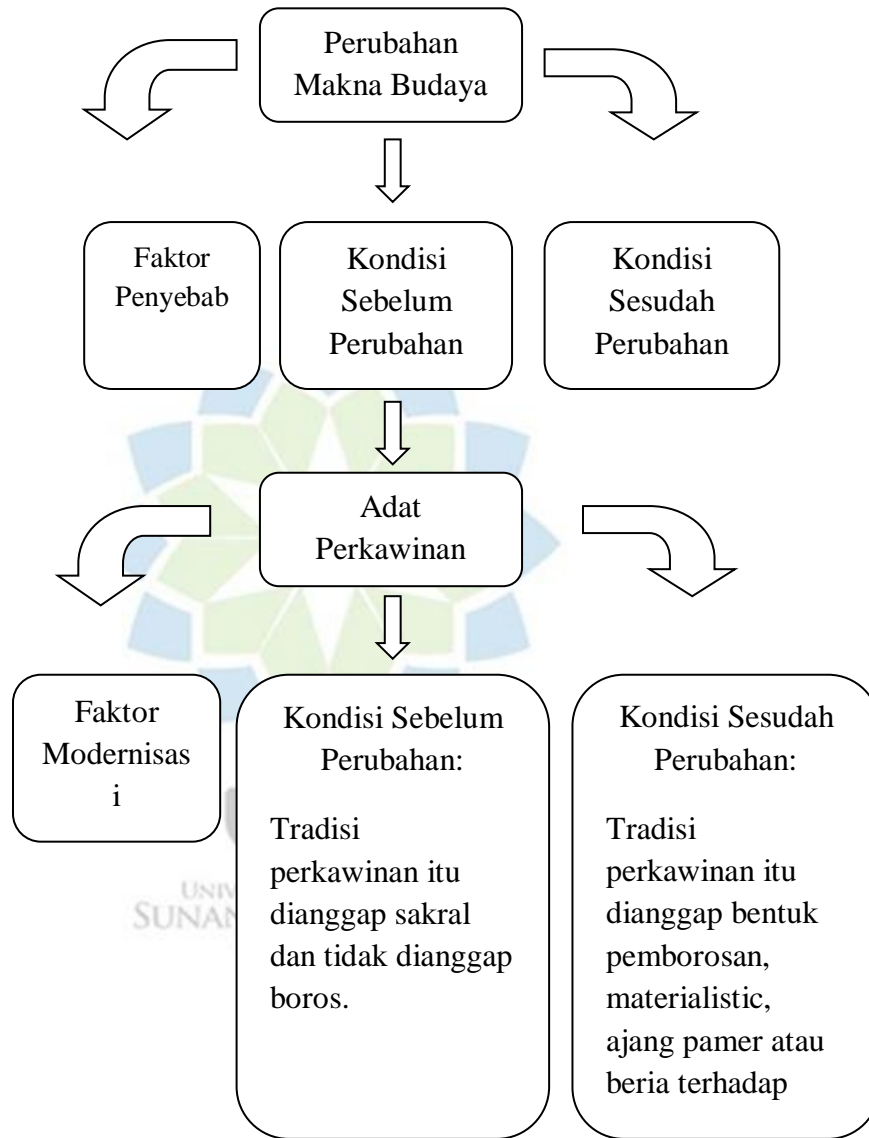 Perubahan
Makna Budaya
Faktor
Penyebab
Kondisi
Sebelum
Perubahan
Kondisi
Sesudah
Perubahan
Adat
Perkawinan
Faktor
Modernisas
i
Kondisi Sebelum
Perubahan:
Tradisi
perkawinan itu
dianggap sakral
dan tidak dianggap
boros.
Kondisi Sesudah
Perubahan:
Tradisi
perkawinan itu
dianggap bentuk
pemborosan,
materialistic,
ajang pamer atau
beria terhadap
UNIV
SUNAN